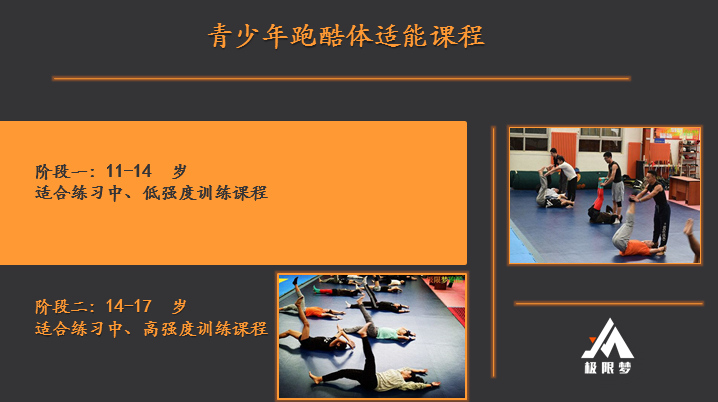 青少年跑酷体适能课程
阶段一：11-14 岁
适合练习中、低强度训练课程
阶段二：14-17 岁
适合练习中、高强度训练课程
极限梦